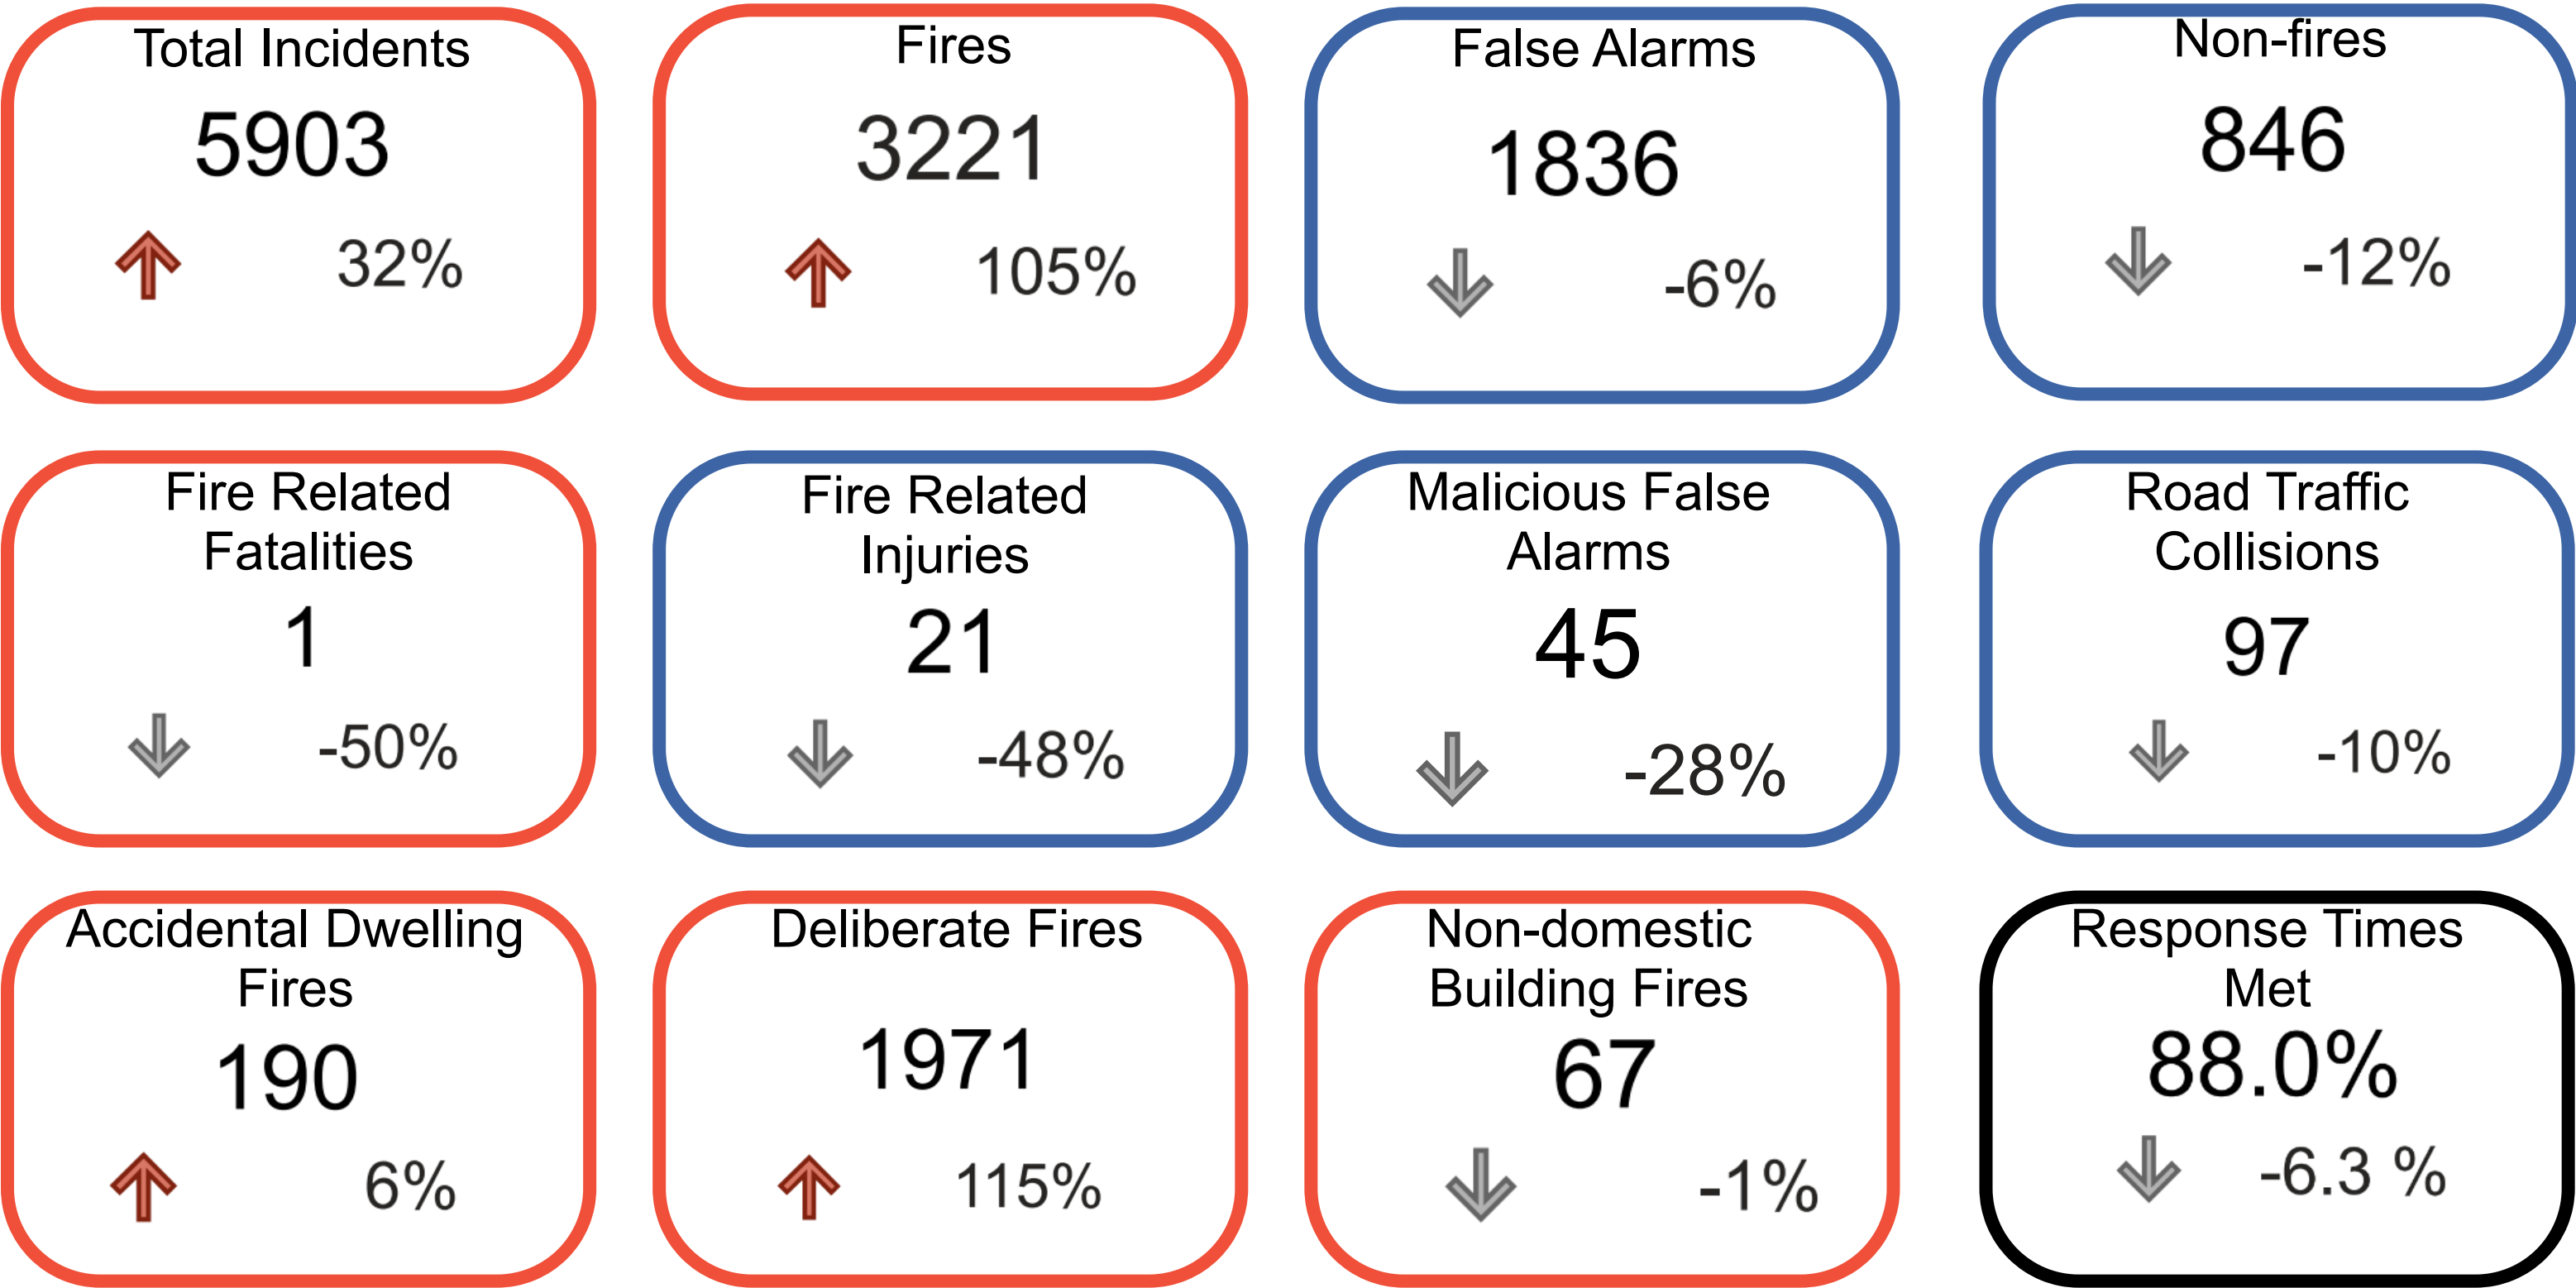 Total Incidents
5903
32%
Fires
3221
105%
False Alarms
1836
-6%
Non-fires
846
-12%
Fire Related
Fatalities
1
-50%
Fire Related
Injuries
21
-48%
Malicious False
Alarms
45
-28%
Road Traffic
Collisions
97
-10%
Accidental Dwelling
Fires
190
6%
Deliberate Fires
1971
115%
Non-domestic
Building Fires
67
-1%
Response Times
Met
88.0%
-6.3 %